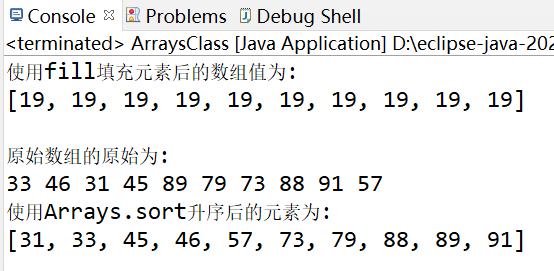 Console Problems Debug Shell
<terminated> ArraysClass [Java Application] D:\eclipse-java-202
使用fill填充元素后的数组值为:
[19, 19, 19, 19, 19, 19, 19, 19, 19, 19]
原始数组的原始为:
33 46 31 45 89 79 73 88 91 57
使用Arrays.sort升序后的元素为:
[31, 33, 45, 46, 57, 73, 79, 88, 89, 91]